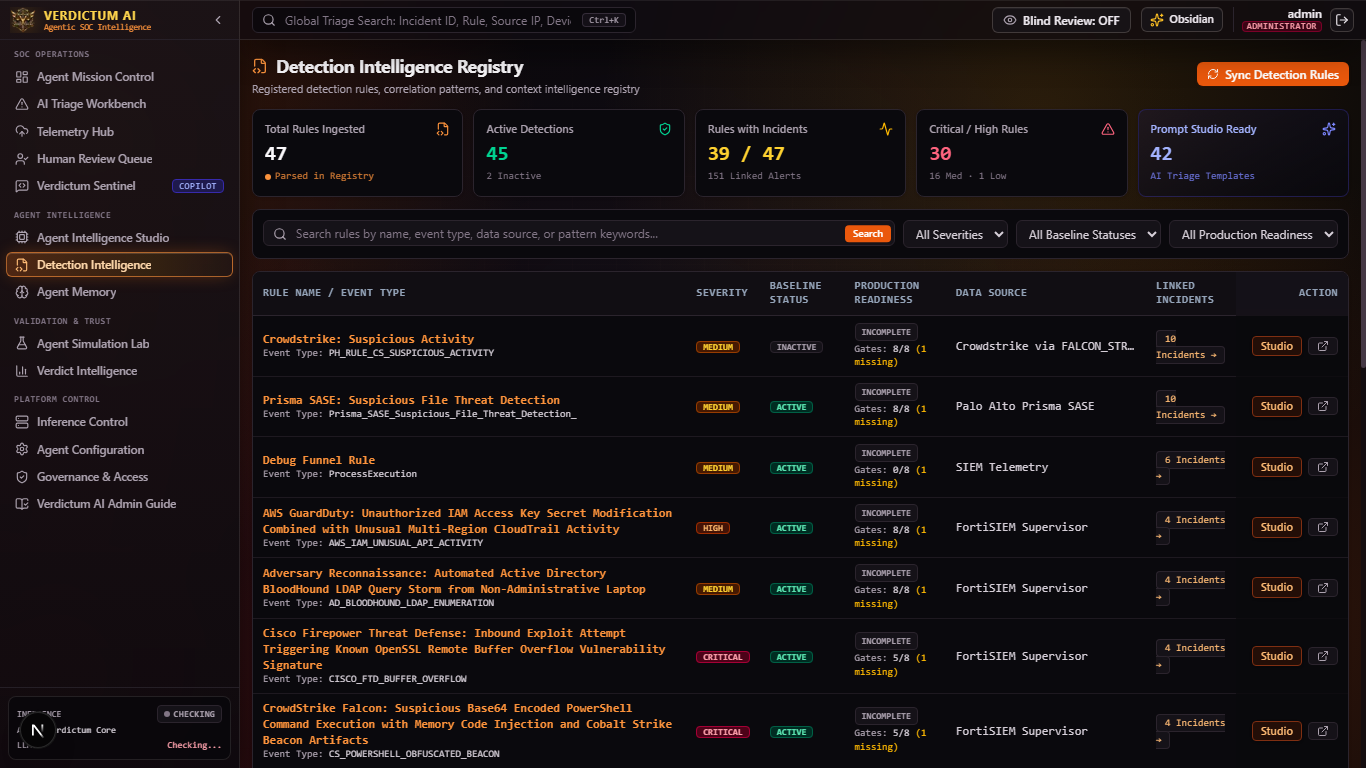 VERDICTUM AI
Agentic SOC Intelligence
Global Triage Search: Incident ID, Rule, Source IP, Devic
Ctrl+K
Blind Review: OFF
Obsidian
admin
ADMINISTRATOR
SOC OPERATIONS
Agent Mission Control
AI Triage Workbench
Telemetry Hub
Human Review Queue
Verdictum Sentinel
COPILOT
AGENT INTELLIGENCE
Agent Intelligence Studio
Detection Intelligence
Agent Memory
VALIDATION & TRUST
Agent Simulation Lab
Verdict Intelligence
PLATFORM CONTROL
Inference Control
Agent Configuration
Governance & Access
Verdictum AI Admin Guide
CHECKING
N
rdictum Core
Checking...
Detection Intelligence Registry
Registered detection rules, correlation patterns, and context intelligence registry
Sync Detection Rules
Total Rules Ingested
47
Parsed in Registry
Active Detections
45
2 Inactive
Rules with Incidents
39 / 47
151 Linked Alerts
Critical / High Rules
30
16 Med · 1 Low
Prompt Studio Ready
42
AI Triage Templates
Search rules by name, event type, data source, or pattern keywords...
Search
All Severities
All Baseline Statuses
All Production Readiness
RULE NAME / EVENT TYPE
SEVERITY
BASELINE
STATUS
PRODUCTION
READINESS
DATA SOURCE
LINKED
INCIDENTS
ACTION
Crowdstrike: Suspicious Activity
Event Type: PH_RULE_CS_SUSPICIOUS_ACTIVITY
MEDIUM
INACTIVE
INCOMPLETE
Gates: 8/8 (1
missing)
Crowdstrike via FALCON_STR…
10
Incidents →
Studio
Prisma SASE: Suspicious File Threat Detection
Event Type: Prisma_SASE_Suspicious_File_Threat_Detection_
MEDIUM
ACTIVE
INCOMPLETE
Gates: 8/8 (1
missing)
Palo Alto Prisma SASE
10
Incidents →
Studio
Debug Funnel Rule
Event Type: ProcessExecution
MEDIUM
ACTIVE
INCOMPLETE
Gates: 0/8 (1
missing)
SIEM Telemetry
6 Incidents
→
Studio
AWS GuardDuty: Unauthorized IAM Access Key Secret Modification
Combined with Unusual Multi-Region CloudTrail Activity
Event Type: AWS_IAM_UNUSUAL_API_ACTIVITY
HIGH
ACTIVE
INCOMPLETE
Gates: 8/8 (1
missing)
FortiSIEM Supervisor
4 Incidents
→
Studio
Adversary Reconnaissance: Automated Active Directory
BloodHound LDAP Query Storm from Non-Administrative Laptop
Event Type: AD_BLOODHOUND_LDAP_ENUMERATION
MEDIUM
ACTIVE
INCOMPLETE
Gates: 8/8 (1
missing)
FortiSIEM Supervisor
4 Incidents
→
Studio
Cisco Firepower Threat Defense: Inbound Exploit Attempt
Triggering Known OpenSSL Remote Buffer Overflow Vulnerability
Signature
Event Type: CISCO_FTD_BUFFER_OVERFLOW
CRITICAL
ACTIVE
INCOMPLETE
Gates: 5/8 (1
missing)
FortiSIEM Supervisor
4 Incidents
→
Studio
CrowdStrike Falcon: Suspicious Base64 Encoded PowerShell
Command Execution with Memory Code Injection and Cobalt Strike
Beacon Artifacts
Event Type: CS_POWERSHELL_OBFUSCATED_BEACON
CRITICAL
ACTIVE
INCOMPLETE
Gates: 5/8 (1
missing)
FortiSIEM Supervisor
4 Incidents
→
Studio